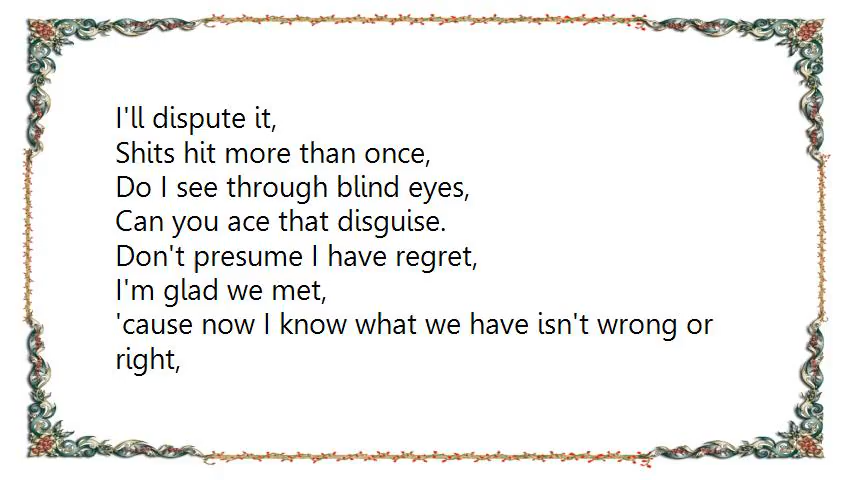 I'll dispute it,
Shits hit more than once,
Do I see through blind eyes,
Can you ace that disguise.
Don't presume I have regret,
I'm glad we met,
'cause now I know what we have isn't wrong or
right,